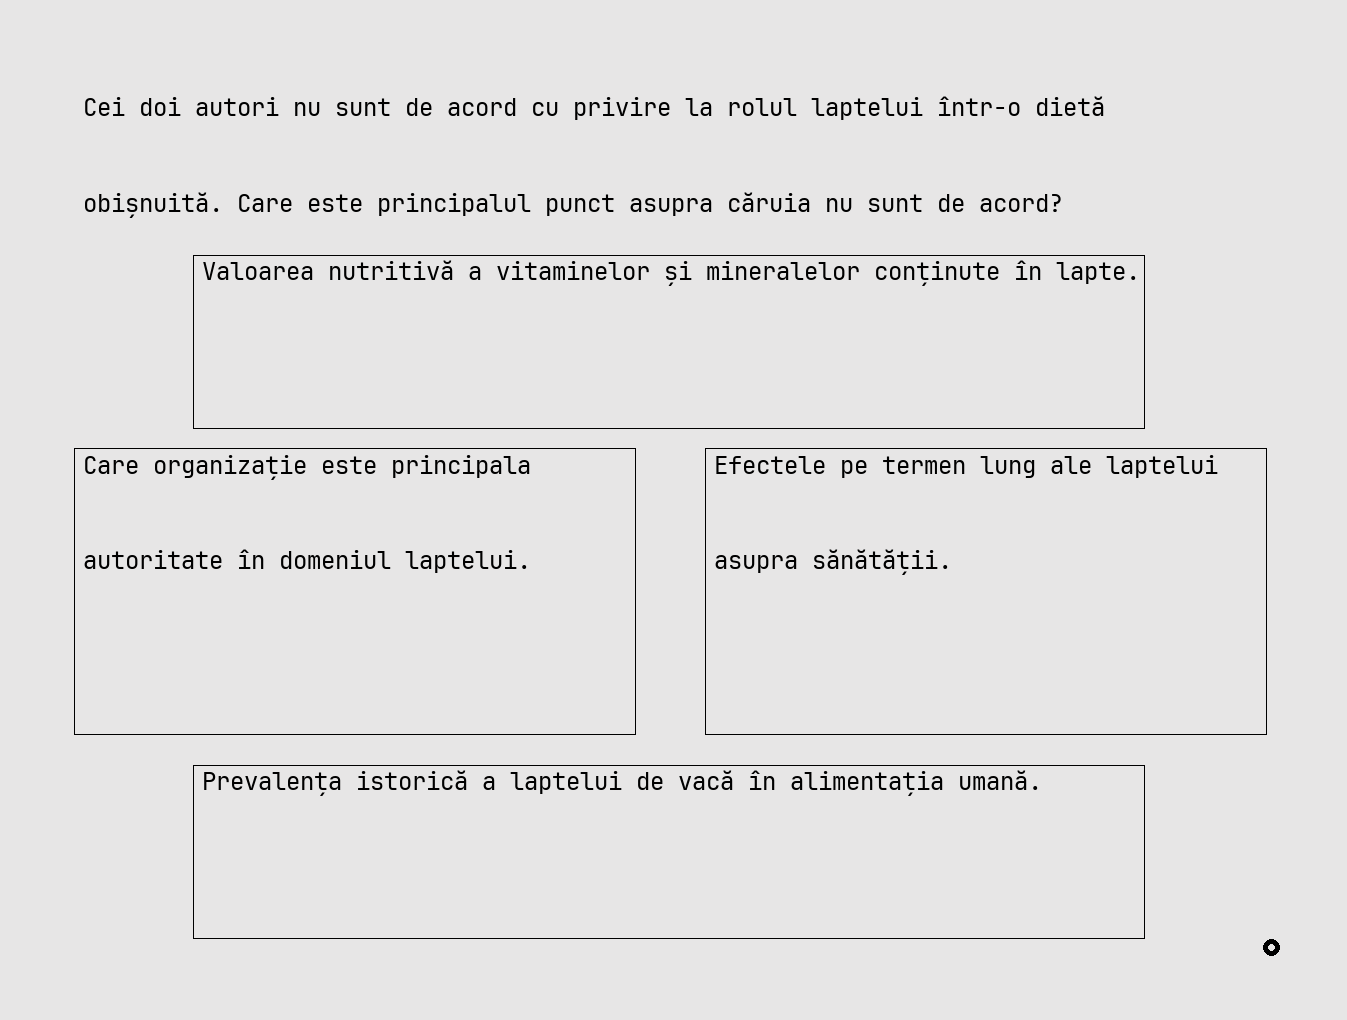 Cei doi autori nu sunt de acord cu privire la rolul laptelui într-o dietă
obișnuită. Care este principalul punct asupra căruia nu sunt de acord?
Valoarea nutritivă a vitaminelor și mineralelor conținute în lapte.
Care organizație este principala
autoritate în domeniul laptelui.
Efectele pe termen lung ale laptelui
asupra sănătății.
Prevalența istorică a laptelui de vacă în alimentația umană.